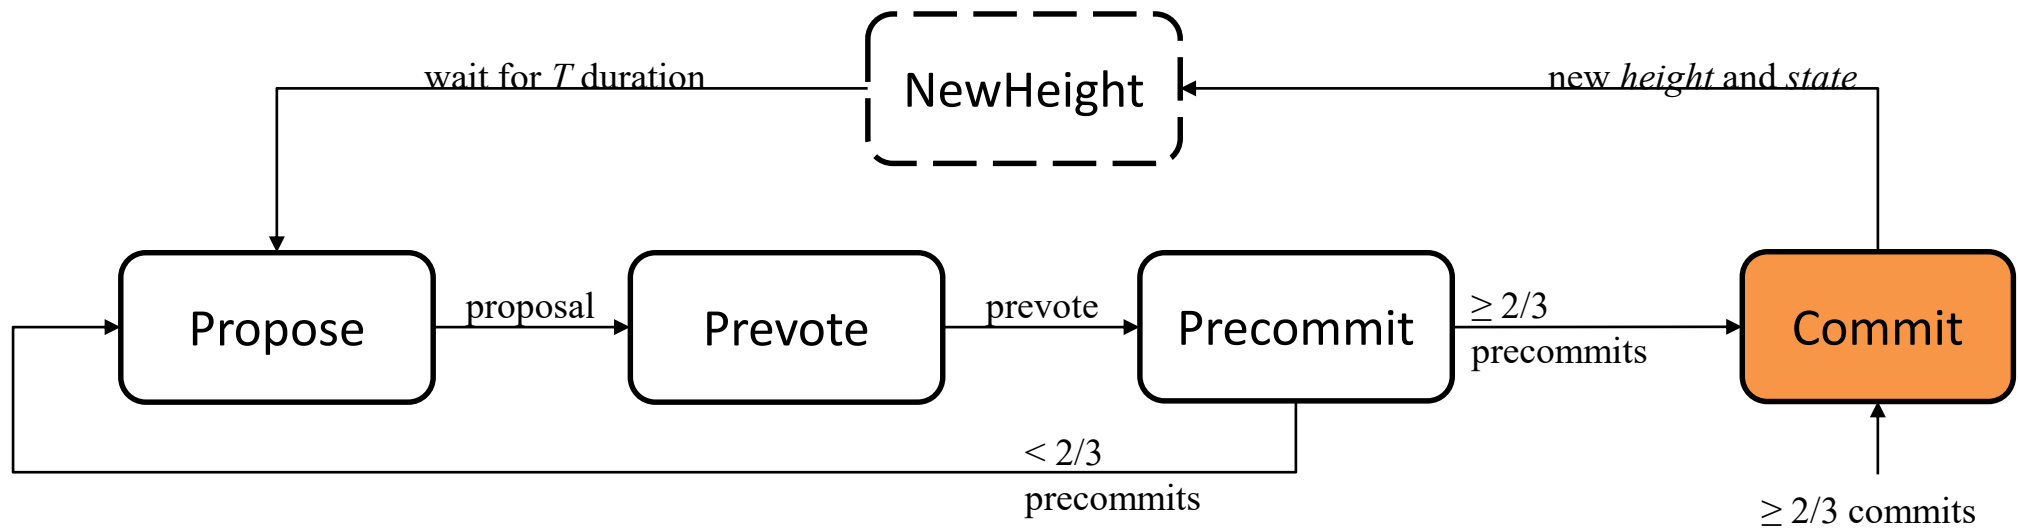 NewHeight
wait for T duration
new height and state
Propose
proposal
Prevote
prevote
Precommit
≥ 2/3
precommits
Commit
< 2/3
precommits
≥ 2/3 commits